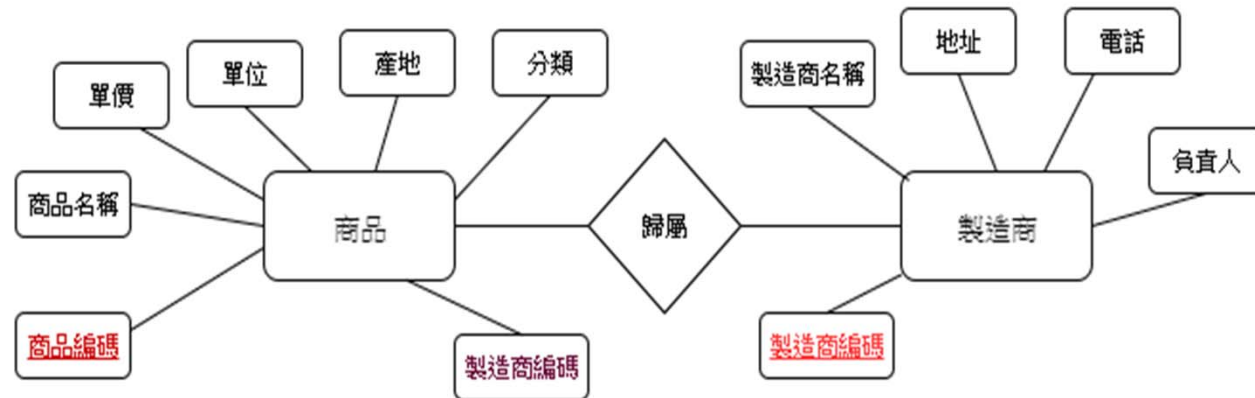 單價
單位
產地
分類
商品名稱
商品
商品編碼
製造商編碼
歸屬
製造商名稱
地址
電話
負責人
製造商
製造商編碼